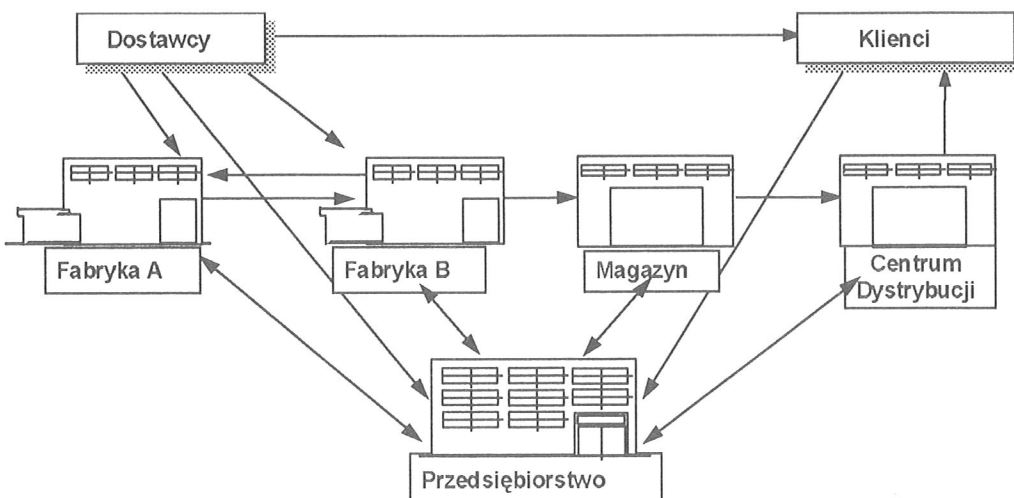 Dostawcy
Klienci
Fabryka A
Fabryka B
Magazyn
Centrum
Dystrybucji
Przedsiębiorstwo